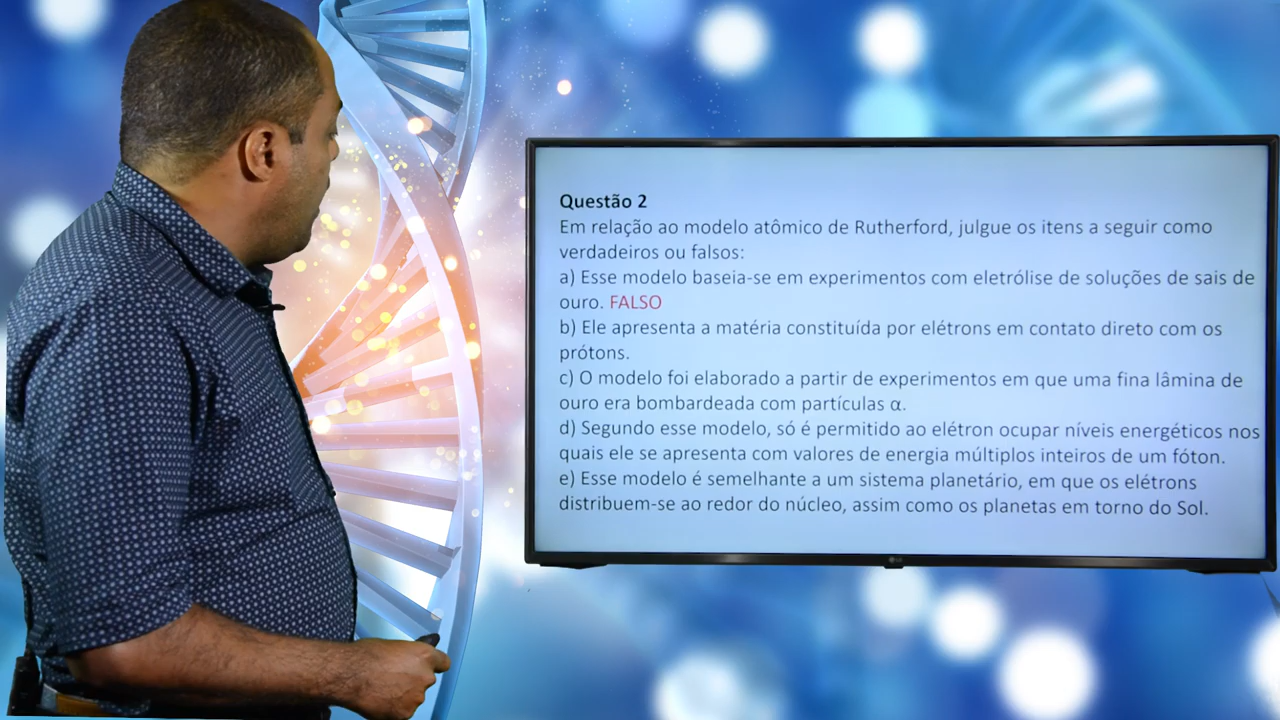 Questão 2
Em relação ao modelo atômico de Rutherford, julgue os itens a seguir como
verdadeiros ou falsos:
a) Esse modelo baseia-se em experimentos com eletrólise de soluções de sais de
ouro. FALSO
b) Ele apresenta a matéria constituída por elétrons em contato direto com os
prótons.
c) O modelo foi elaborado a partir de experimentos em que uma fina lâmina de
ouro era bombardeada com partículas α.
d) Segundo esse modelo, só é permitido ao elétron ocupar níveis energéticos nos
quais ele se apresenta com valores de energia múltiplos inteiros de um fóton.
e) Esse modelo é semelhante a um sistema planetário, em que os elétrons
distribuem-se ao redor do núcleo, assim como os planetas em torno do Sol.